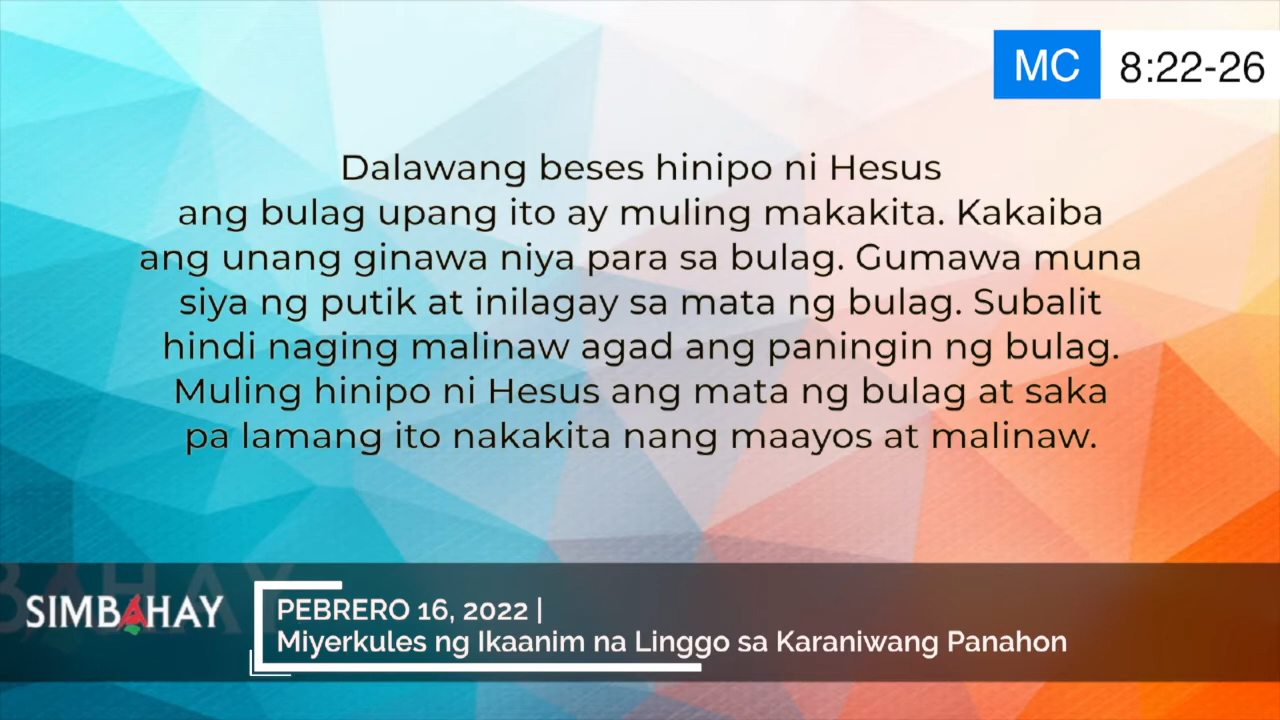 MC 8:22-26
Dalawang beses hinipo ni Hesus
ang bulag upang ito ay muling makakita. Kakaiba
ang unang ginawa niya para sa bulag. Gumawa muna
siya ng putik at inilagay sa mata ng bulag. Subalit
hindi naging malinaw agad ang paningin ng bulag.
Muling hinipo ni Hesus ang mata ng bulag at saka
pa lamang ito nakakita nang maayos at malinaw.
SIMBAHAY
PEBRERO 16, 2022 |
Miyerkules ng Ikaanim na Linggo sa Karaniwang Panahon